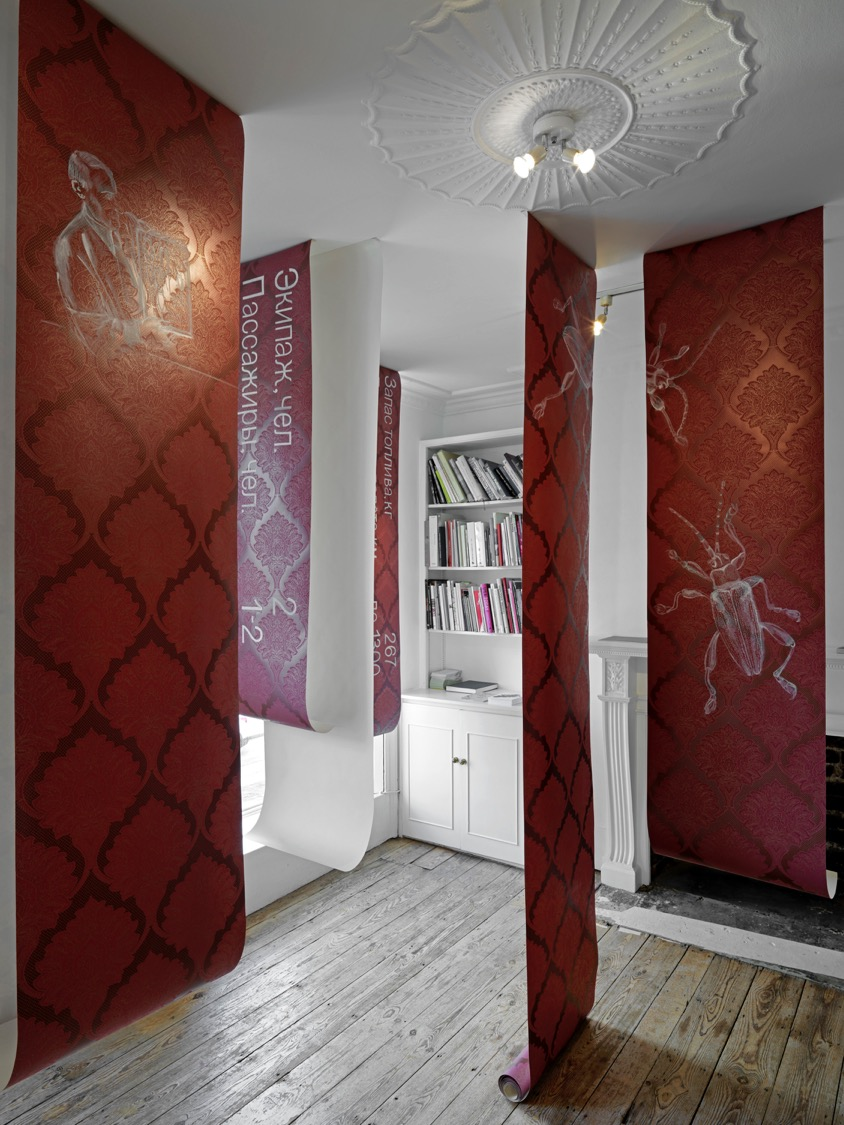 Экипаж, чел. 2
Пассажиры, чел. 1-2
Запас топлива.кг 267